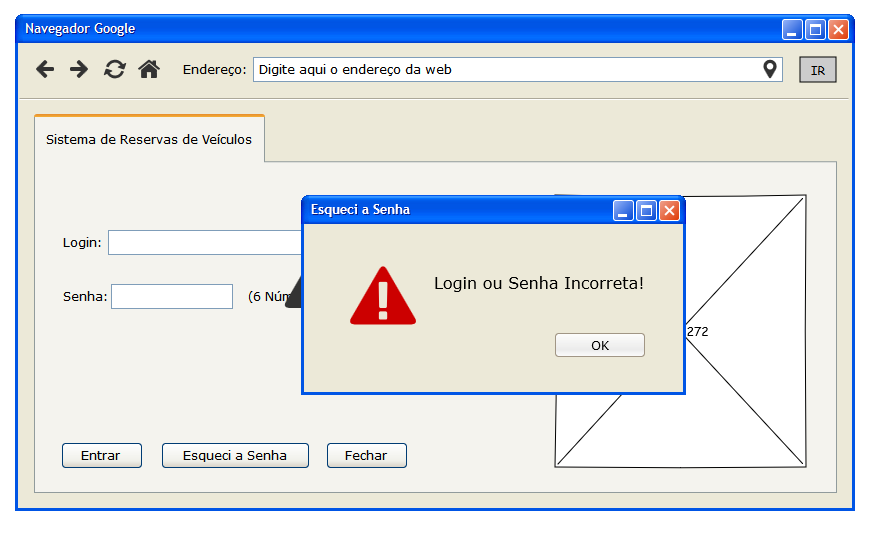 Navegador Google
Endereço: Digite aqui o endereço da web IR
Sistema de Reservas de Veículos
Esqueci a Senha
Login:
Login ou Senha Incorreta!
Senha: (6 Núm
272
OK
Entrar Esqueci a Senha Fechar